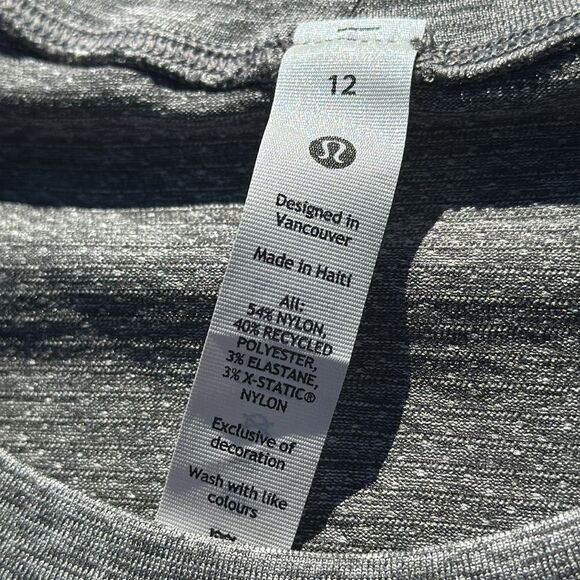 12
Designed in
Vancouver
Made in Haiti
All:
54% NYLON,
40% RECYCLED
POLYESTER,
3% ELASTANE,
3% X-STATIC®
NYLON
Exclusive of
decoration
Wash with like
colours